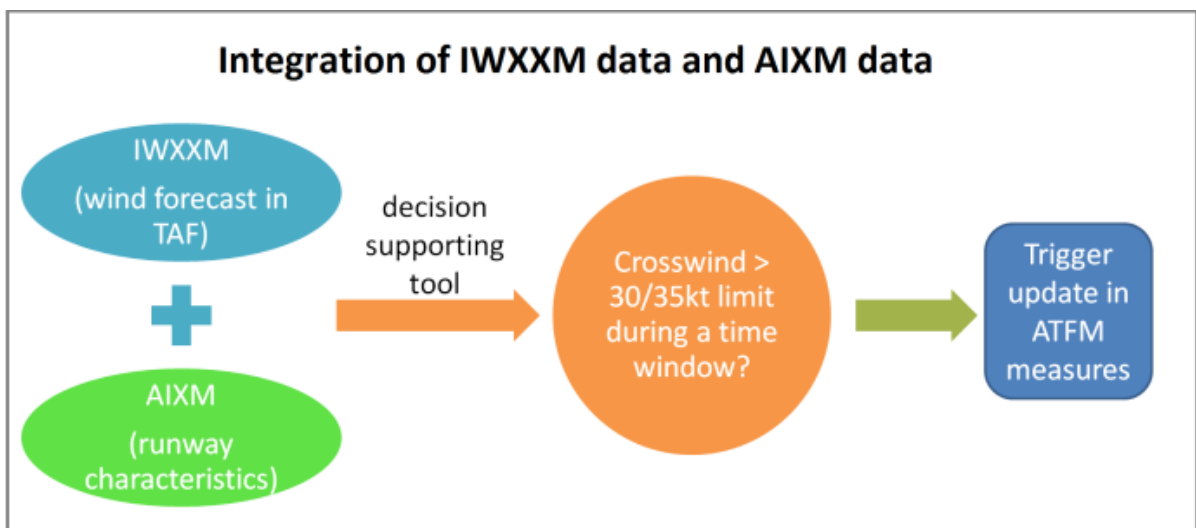 Integration of IWXXM data and AIXM data
IWXXM
(wind forecast in
TAF)
AIXM
(runway
characteristics)
decision
supporting
tool
Crosswind >
30/35kt limit
during a time
window?
Trigger
update in
ATFM
measures